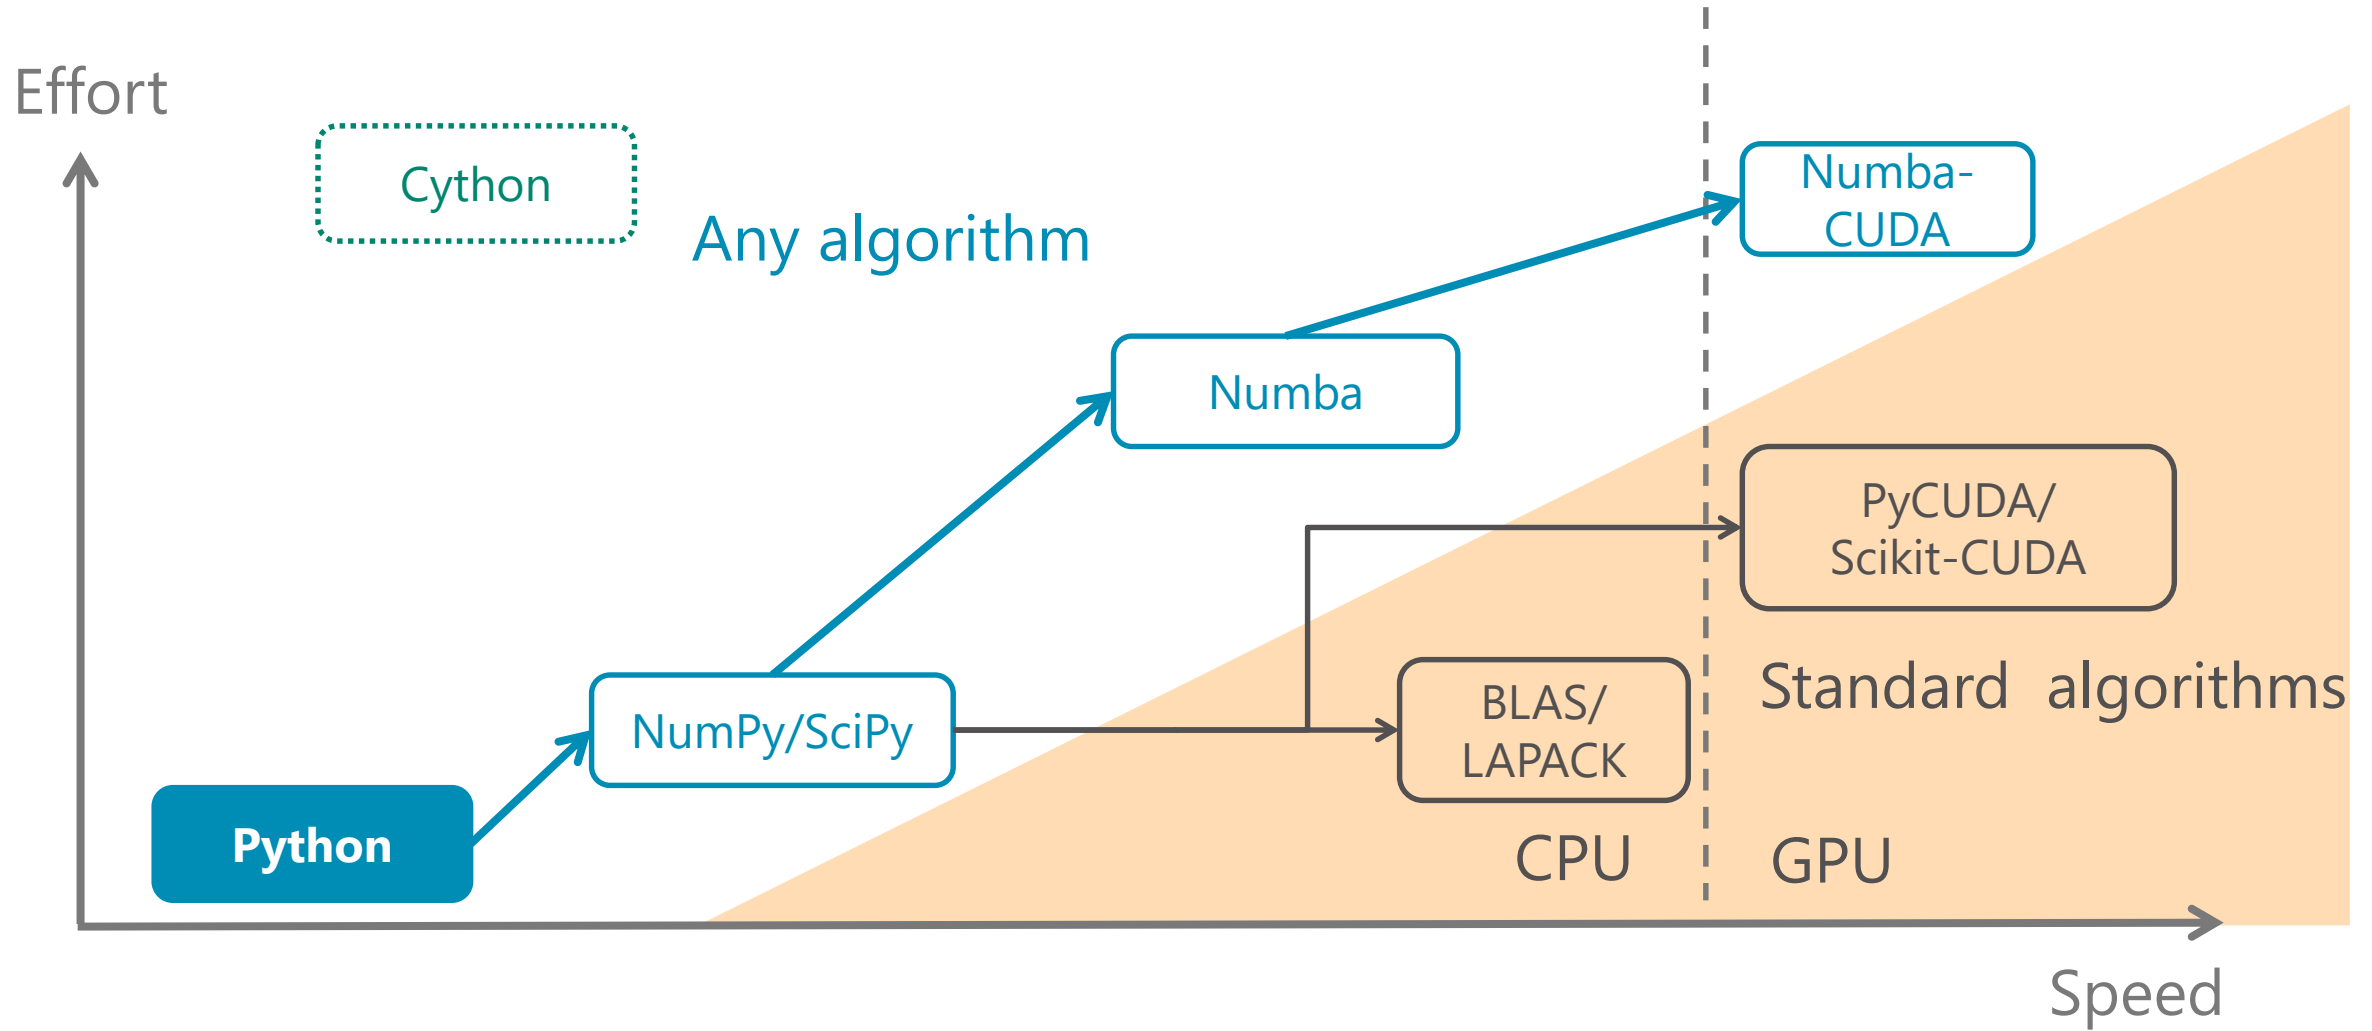 Effort
Cython
Any algorithm
Numba-
CUDA
Numba
PyCUDA/
Scikit-CUDA
NumPy/SciPy
BLAS/
LAPACK
Standard algorithms
Python
CPU
GPU
Speed